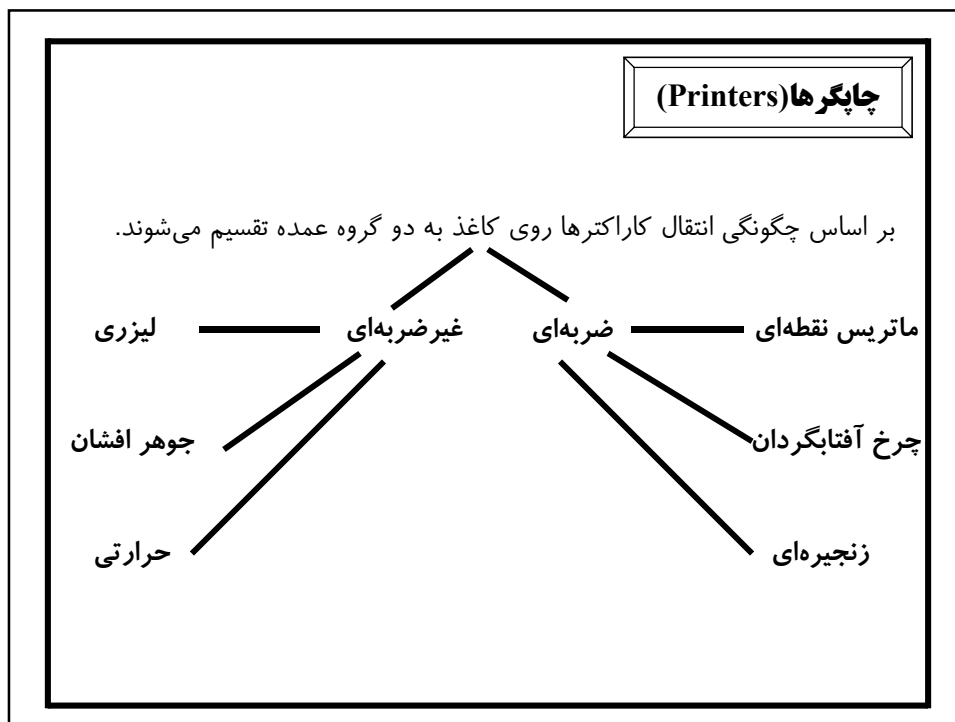 چاپگرها(Printers)
بر اساس چگونگی انتقال کاراکترها روی کاغذ به دو گروه عمده تقسیم می‌شوند.
ماتریس نقطه‌ای ضربه‌ای غیرضربه‌ای لیزری
چرخ آفتابگردان جوهر افشان
زنجیره‌ای حرارتی